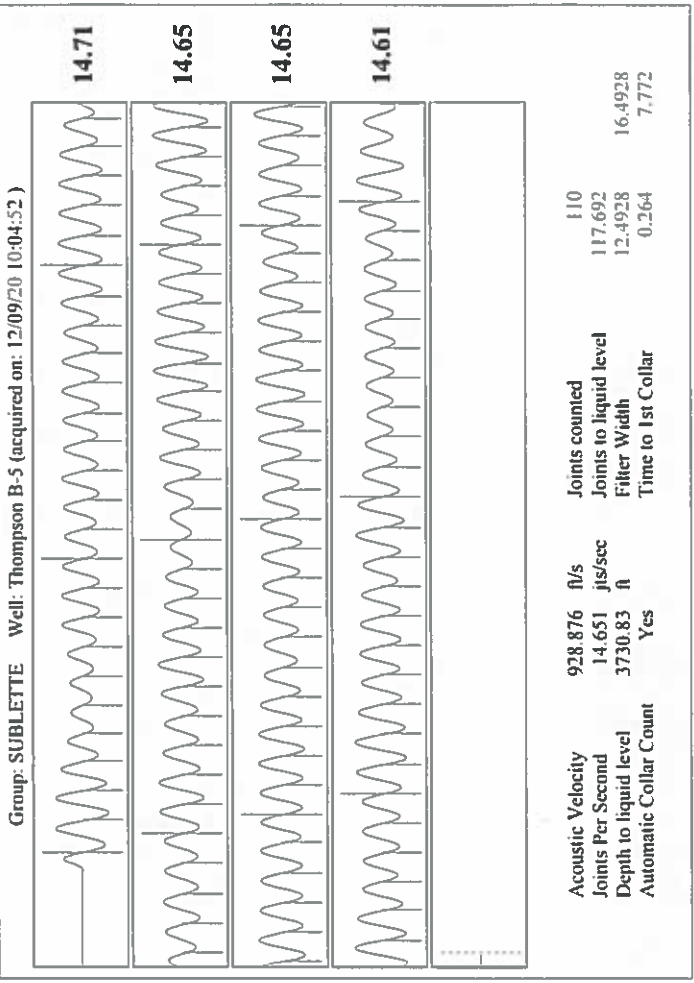 Group: SUBLETTE Well: Thompson B-5 (acquired on: 12/09/20 10:04:52 )
14.71
14.65
14.65
14.61
Acoustic Velocity 928.876 ft/s Joints counted 110
Joints Per Second 14.651 jts/sec Joints to liquid level 117.692
Depth to liquid level 3730.83 ft Filter Width 12.4928 16.4928
Automatic Collar Count Yes Time to 1st Collar 0.264 7.772